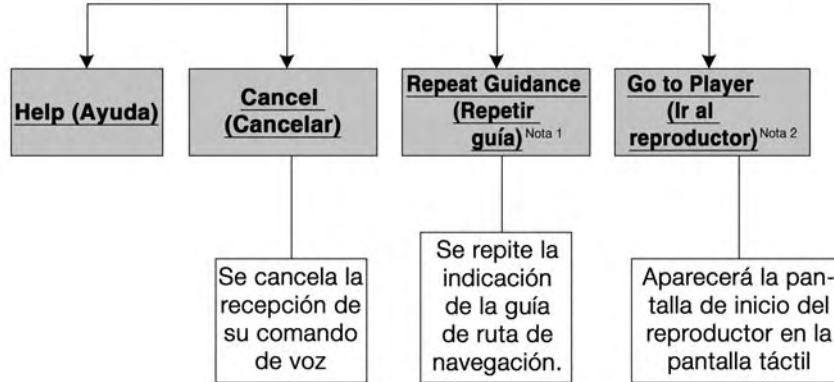 Help (Ayuda)
Cancel
(Cancelar)
Repeat Guidance
(Repetir
guía) Nota 1
Go to Player
(Ir al
reproductor) Nota 2
Se cancela la
recepción de
su comando
de voz
Se repite la
indicación
de la guía
de ruta de
navegación.
Aparecerá la pan-
talla de inicio del
reproductor en la
pantalla táctil